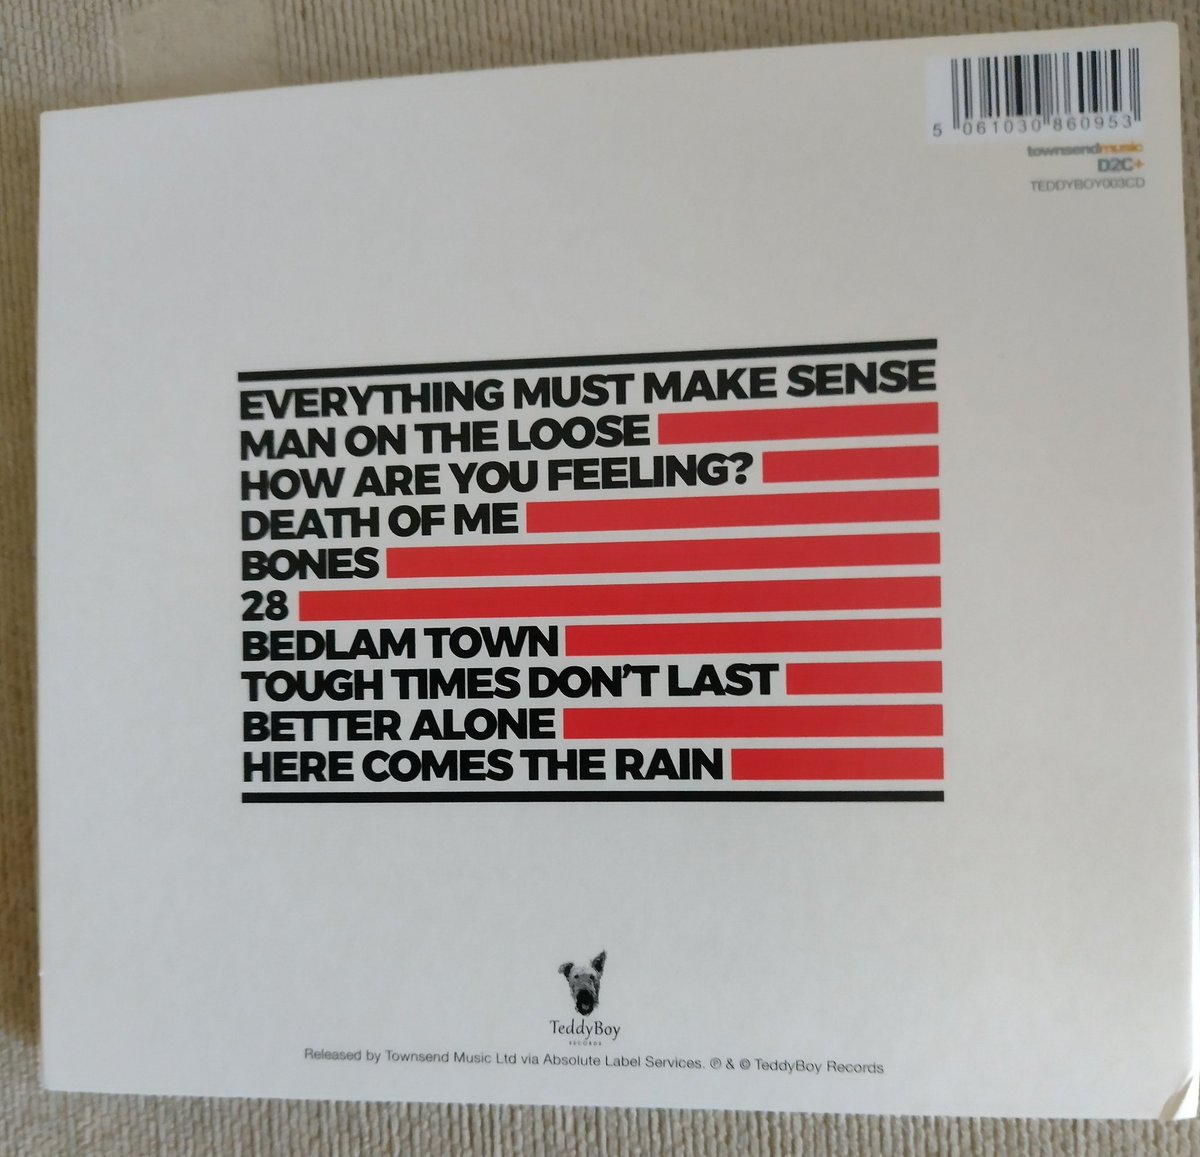 5 061030 860953
townsendmusic
D2C+
TEDDYBOY003CD
EVERYTHING MUST MAKE SENSE
MAN ON THE LOOSE
HOW ARE YOU FEELING?
DEATH OF ME
BONES
28
BEDLAM TOWN
TOUGH TIMES DON'T LAST
BETTER ALONE
HERE COMES THE RAIN
TeddyBoy
RECORDS
Released by Townsend Music Ltd via Absolute Label Services. ℗ & © TeddyBoy Records